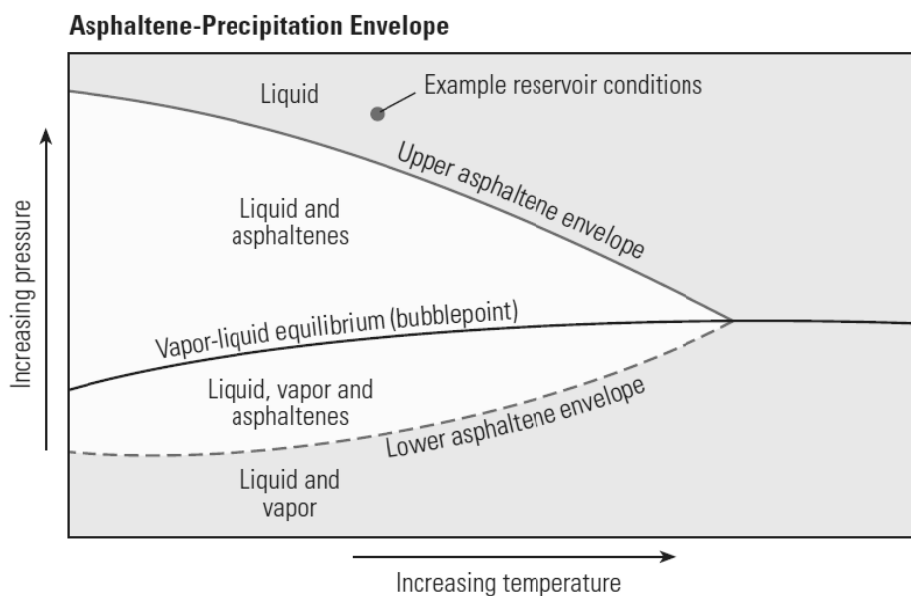 Asphaltene-Precipitation Envelope
Liquid
Example reservoir conditions
Upper asphaltene envelope
Liquid and
asphaltenes
Increasing pressure
Vapor-liquid equilibrium (bubblepoint)
Liquid, vapor and
asphaltenes
Lower asphaltene envelope
Liquid and
vapor
Increasing temperature